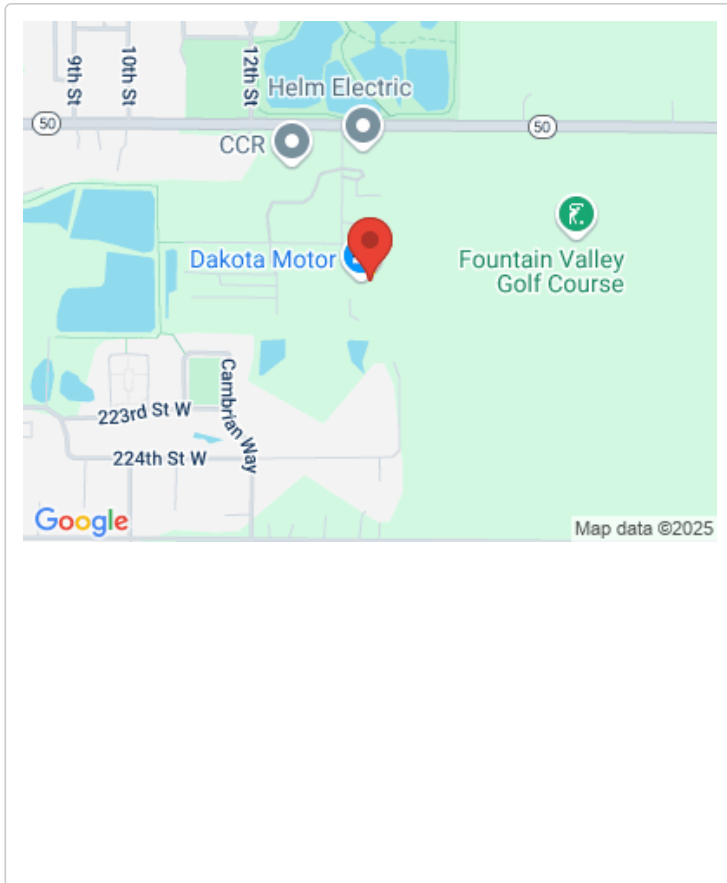 9th St
10th St
12th St
Helm Electric
50
50
CCR
Dakota Motor
Fountain Valley
Golf Course
Cambrian Way
223rd St W
224th St W
Google
Map data ©2025